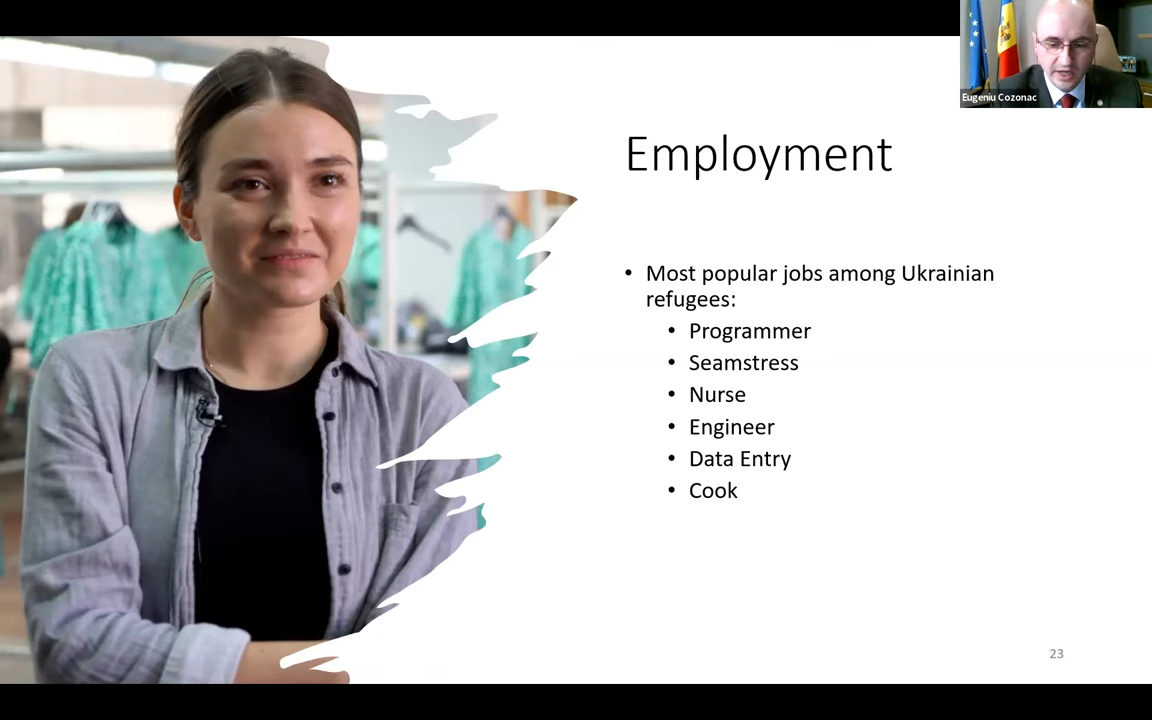 Eugeniu Cozonac
Employment
• Most popular jobs among Ukrainian
refugees:
• Programmer
• Seamstress
• Nurse
• Engineer
• Data Entry
• Cook
23